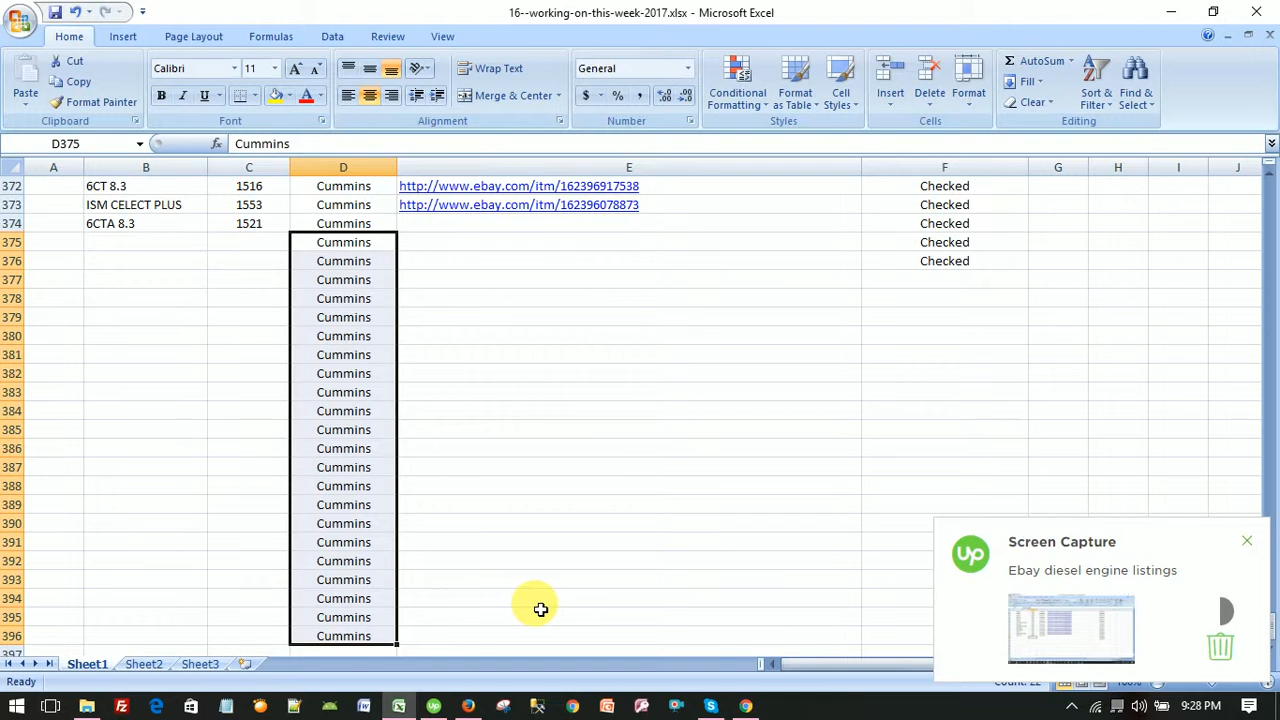 16--working-on-this-week-2017.xlsx - Microsoft Excel
Home Insert Page Layout Formulas Data Review View
Paste Cut Copy Format Painter
Calibri 11
B I U A
Wrap Text
Merge & Center
General
$ % ,
Conditional Formatting
Format as Table
Cell Styles
Insert Delete Format
AutoSum
Fill
Clear
Sort & Filter
Find & Select
Clipboard Font Alignment Number Styles Cells Editing
D375 fx Cummins
A B C D E F G H I J
372 6CT 8.3 1516 Cummins http://www.ebay.com/itm/162396917538 Checked
373 ISM CELECT PLUS 1553 Cummins http://www.ebay.com/itm/162396078873 Checked
374 6CTA 8.3 1521 Cummins Checked
375 Cummins Checked
376 Cummins Checked
377 Cummins
378 Cummins
379 Cummins
380 Cummins
381 Cummins
382 Cummins
383 Cummins
384 Cummins
385 Cummins
386 Cummins
387 Cummins
388 Cummins
389 Cummins
390 Cummins
391 Cummins
392 Cummins
393 Cummins
394 Cummins
395 Cummins
396 Cummins
397
Up
Screen Capture
Ebay diesel engine listings
Sheet1 Sheet2 Sheet3
Ready
9:28 PM